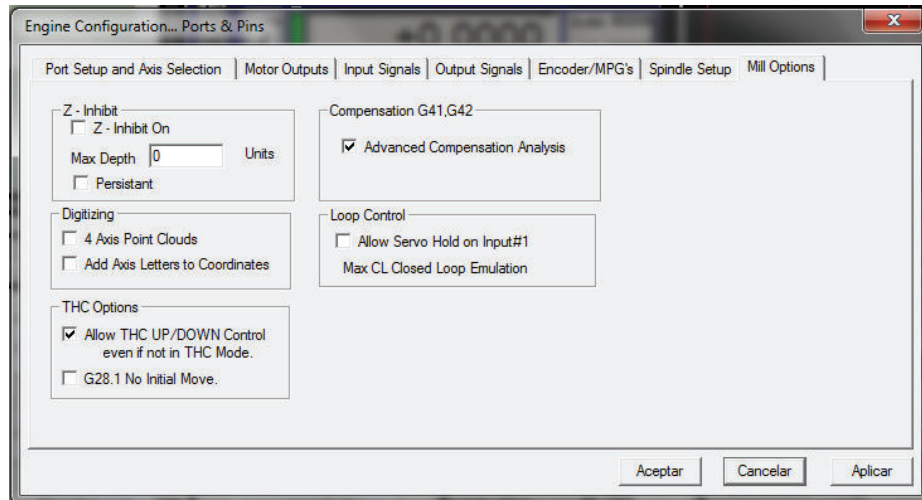 Engine Configuration... Ports & Pins
+0.0000
Port Setup and Axis Selection
Motor Outputs
Input Signals
Output Signals
Encoder/MPG's
Spindle Setup
Mill Options
Z - Inhibit
Z - Inhibit On
Max Depth 0 Units
Persistant
Digitizing
4 Axis Point Clouds
Add Axis Letters to Coordinates
THC Options
Allow THC UP/DOWN Control
even if not in THC Mode.
G28.1 No Initial Move.
Compensation G41,G42
Advanced Compensation Analysis
Loop Control
Allow Servo Hold on Input#1
Max CL Closed Loop Emulation
Aceptar
Cancelar
Aplicar